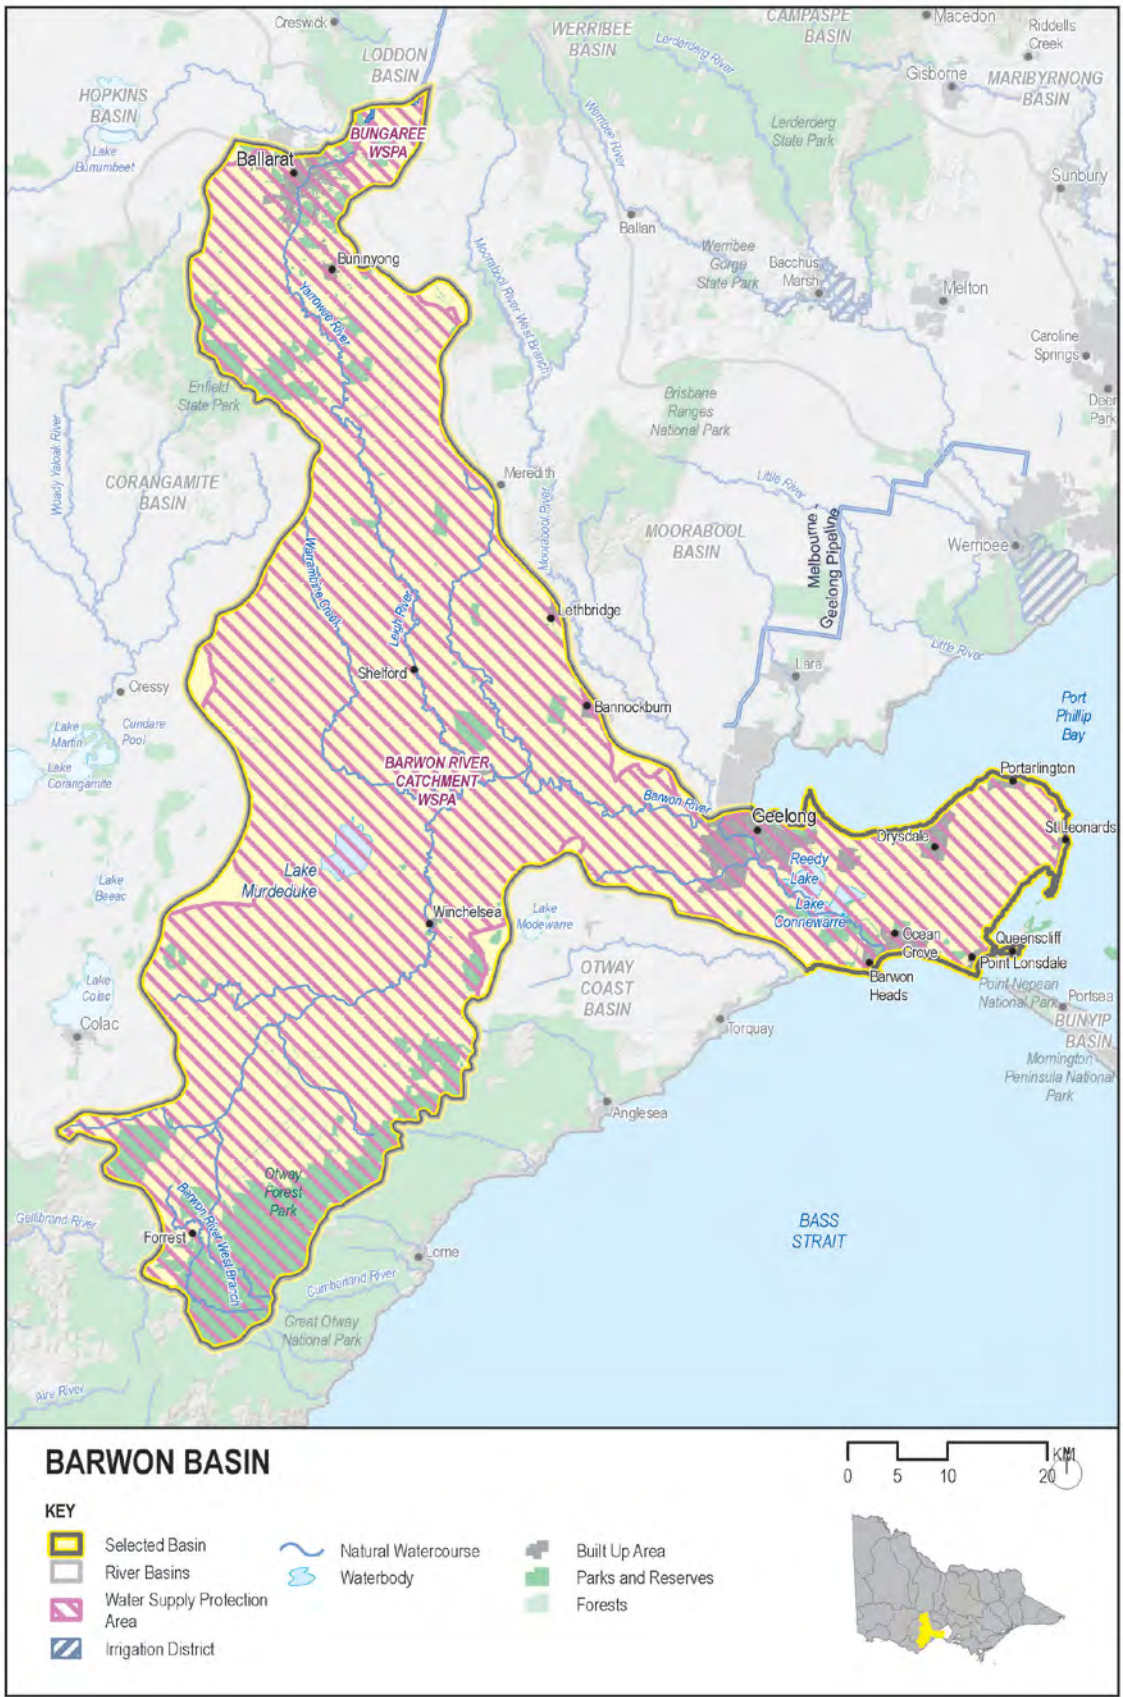 Creswick
LODDON
BASIN
WERRIBEE
BASIN
CAMPASPE
BASIN
Macedon
Riddells
Creek
Lerderderg River
Gisborne
MARIBYRNONG
BASIN
HOPKINS
BASIN
Lake
Burrumbeet
BUNGAREE
WSPA
Ballarat
Werribee River
Lerderderg
State Park
Sunbury
Ballan
Buninyong
Moorabool River West Branch
Werribee
Gorge
State Park
Bacchus
Marsh
Melton
Yarrowee River
Caroline
Springs
Enfield
State Park
Brisbane
Ranges
National Park
Deer
Park
Woady Yaloak River
CORANGAMITE
BASIN
Meredith
Little River
Moorabool River
MOORABOOL
BASIN
Melbourne -
Geelong Pipeline
Werribee
Warrambine Creek
Leigh River
Lethbridge
Little River
Shelford
Lara
Cressy
Bannockburn
Port
Phillip
Bay
Lake
Martin
Cundare
Pool
Lake
Corangamite
BARWON RIVER
CATCHMENT
WSPA
Portarlington
Barwon River
Geelong
Drysdale
St Leonards
Lake
Murdeduke
Reedy
Lake
Lake
Beeac
Lake
Connewarre
Winchelsea
Lake
Modewarre
Ocean
Grove
Queenscliff
Point Lonsdale
Barwon
Heads
OTWAY
COAST
BASIN
Point Nepean
National Park
Portsea
Lake
Colac
Colac
Torquay
BUNYIP
BASIN
Mornington
Peninsula National
Park
Anglesea
Otway
Forest
Park
Barwon River West Branch
Gellibrand River
Forrest
BASS
STRAIT
Lorne
Cumberland River
Great Otway
National Park
Aire River
BARWON BASIN
KM
0 5 10 20
KEY
Selected Basin
River Basins
Water Supply Protection
Area
Irrigation District
Natural Watercourse
Waterbody
Built Up Area
Parks and Reserves
Forests